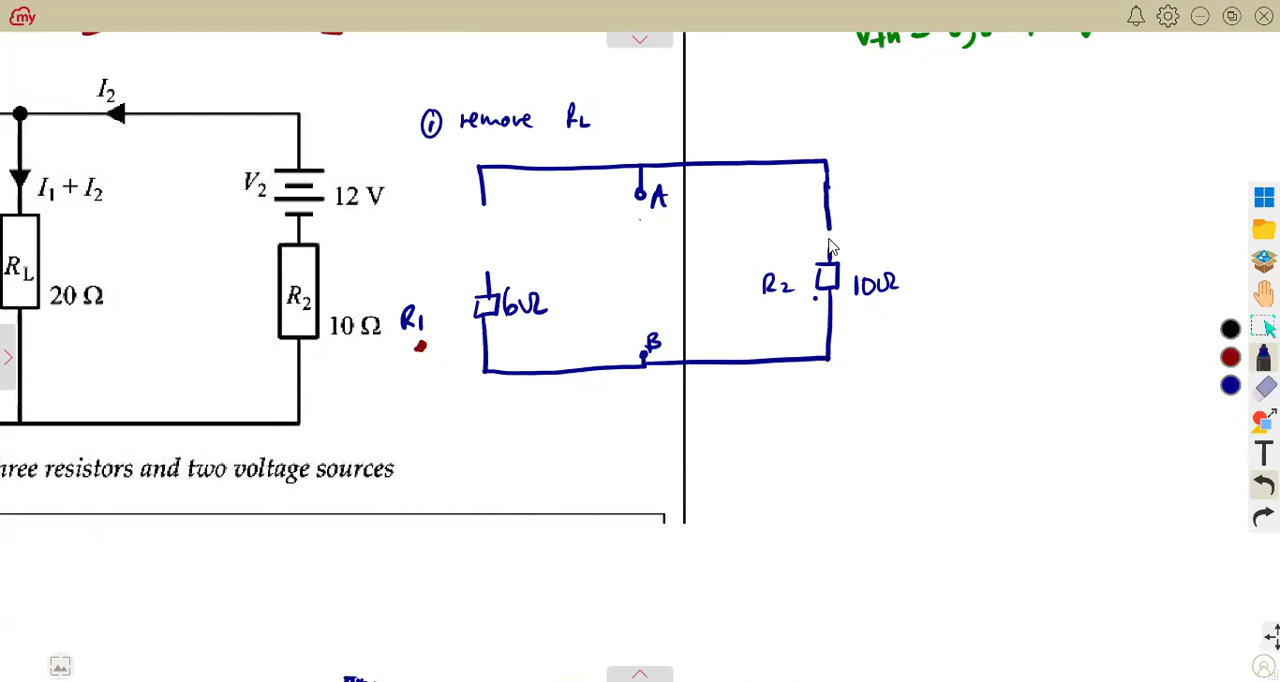 my
I₂
① remove RL
V₂ 12 V
I₁ + I₂
A
RL
20 Ω
R₂
10 Ω
R1
6Ω
R2 10Ω
B
hree resistors and two voltage sources
T